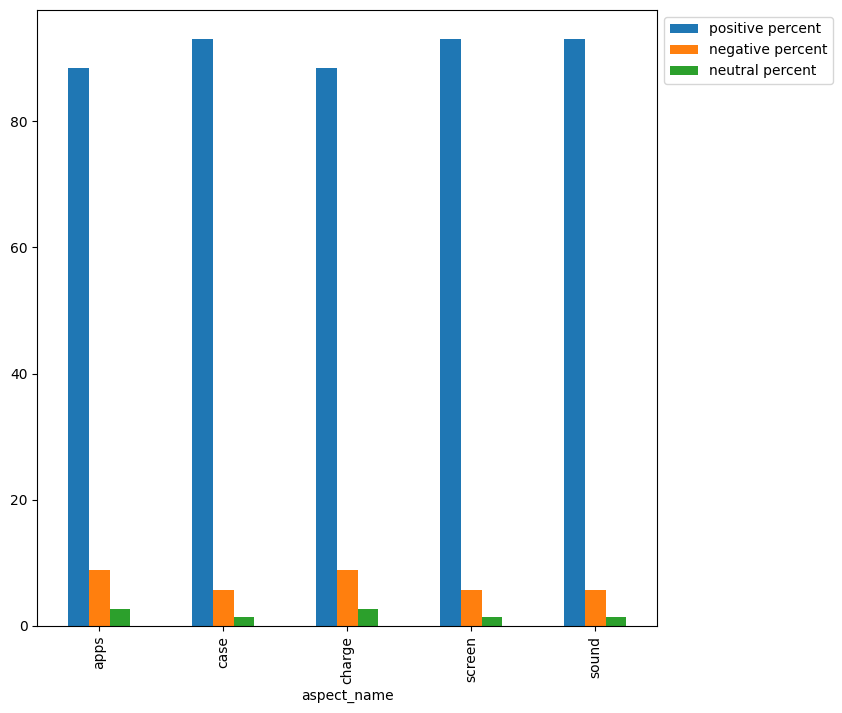 positive percent
negative percent
neutral percent
80
60
40
20
0
apps
case
charge
screen
sound
aspect_name